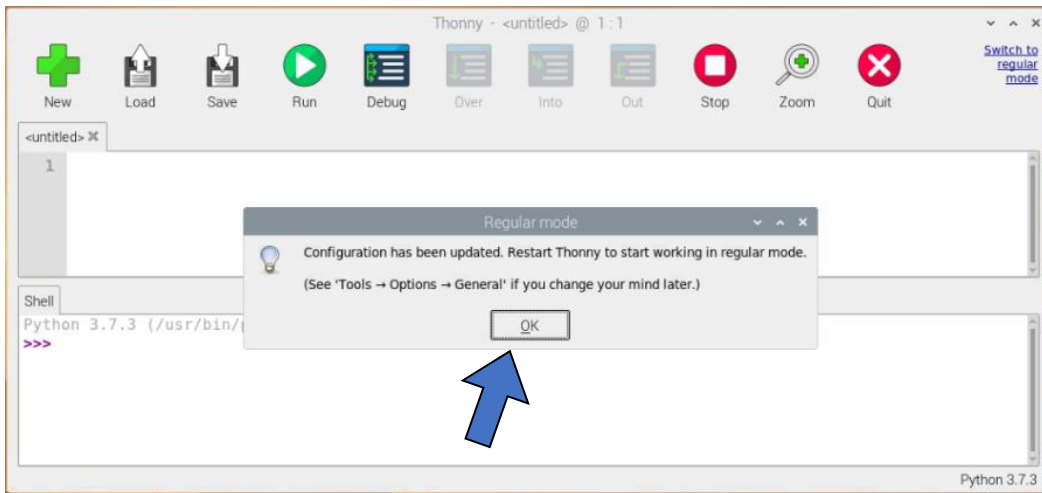 Thonny - <untitled> @ 1:1
New Load Save Run Debug Over Into Out Stop Zoom Quit
Switch to
regular
mode
<untitled>
1
Regular mode
Configuration has been updated. Restart Thonny to start working in regular mode.
(See 'Tools → Options → General' if you change your mind later.)
OK
Shell
Python 3.7.3 (/usr/bin/
>>>
Python 3.7.3